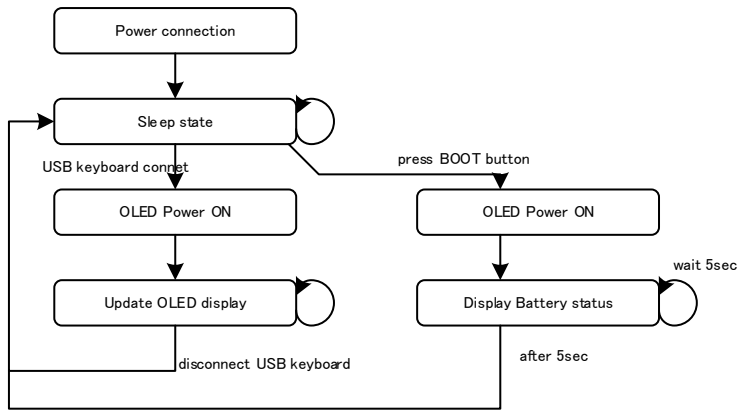 Power connection
Sleep state
USB keyboard connet
press BOOT button
OLED Power ON
OLED Power ON
wait 5sec
Update OLED display
Display Battery status
disconnect USB keyboard
after 5sec